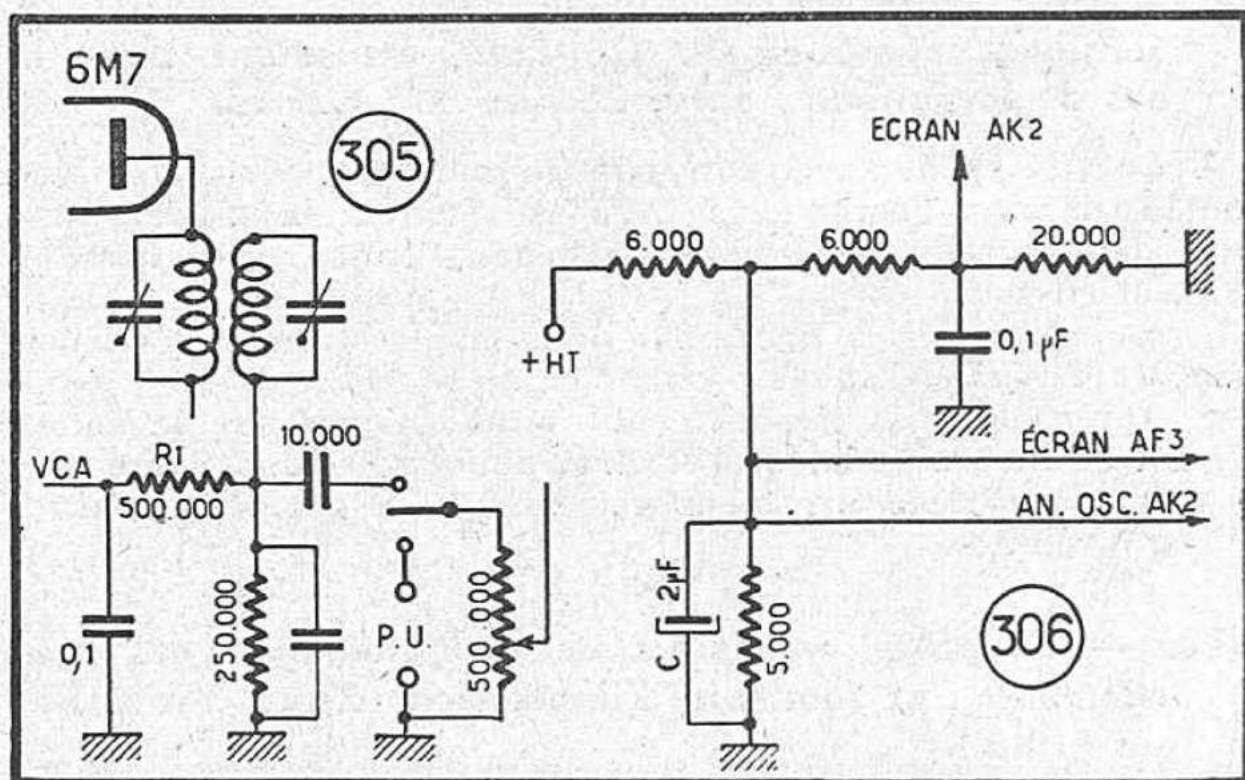 6M7
305
VCA
R1
500.000
10.000
0,1
250.000
P.U.
500.000
ECRAN AK2
6.000
6.000
20.000
+HT
0,1µF
ÉCRAN AF3
AN. OSC. AK2
C
2µF
5.000
306